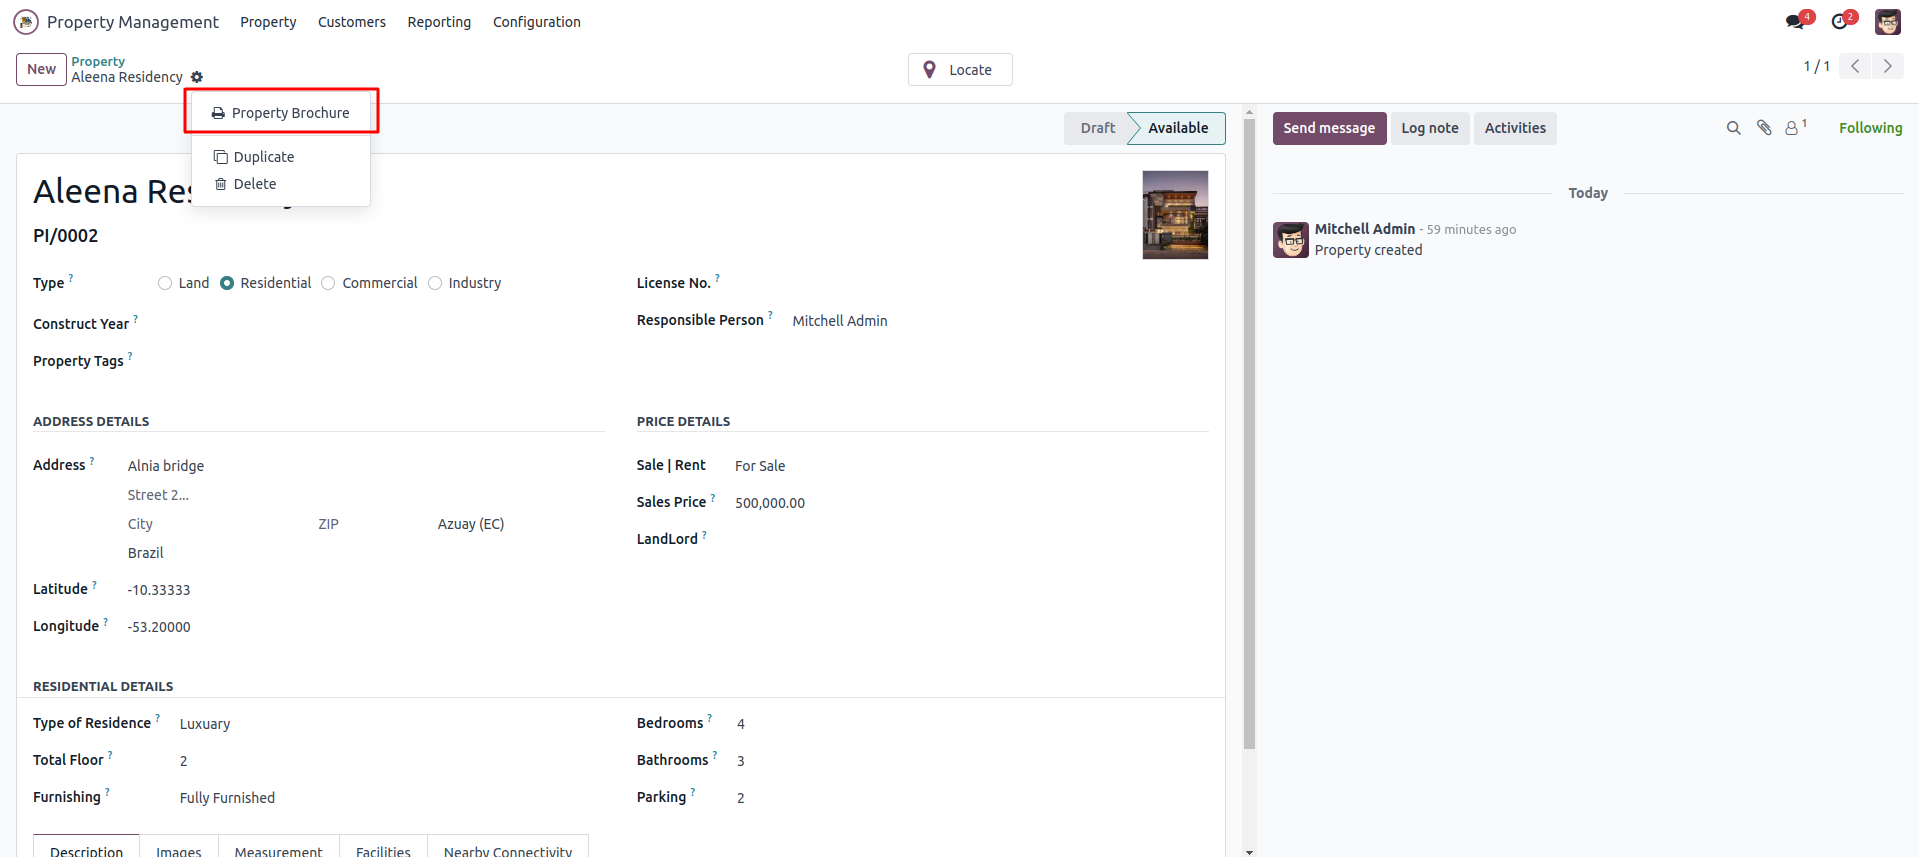 Property Management Property Customers Reporting Configuration 4 2
New Property
Aleena Residency
Locate
1 / 1
Property Brochure
Duplicate
Delete
Draft Available
Send message Log note Activities 1 Following
Aleena Res
PI/0002
Type ? Land Residential Commercial Industry
Construct Year ?
Property Tags ?
License No. ?
Responsible Person ? Mitchell Admin
Today
Mitchell Admin - 59 minutes ago
Property created
ADDRESS DETAILS
Address ? Alnia bridge
Street 2...
City ZIP Azuay (EC)
Brazil
Latitude ? -10.33333
Longitude ? -53.20000
PRICE DETAILS
Sale | Rent For Sale
Sales Price ? 500,000.00
LandLord ?
RESIDENTIAL DETAILS
Type of Residence ? Luxuary
Total Floor ? 2
Furnishing ? Fully Furnished
Bedrooms ? 4
Bathrooms ? 3
Parking ? 2
Description Images Measurement Facilities Nearby Connectivity